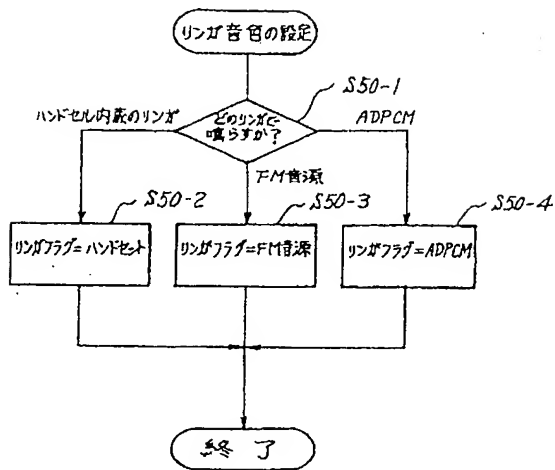 リンガ音色の設定
S50-1
ハンドセル内蔵のリンガ
どのリンガで
鳴らすか?
ADPCM
FM音源
S50-2
S50-3
S50-4
リンガフラグ=ハンドセット
リンガフラグ=FM音源
リンガフラグ=ADPCM
終了